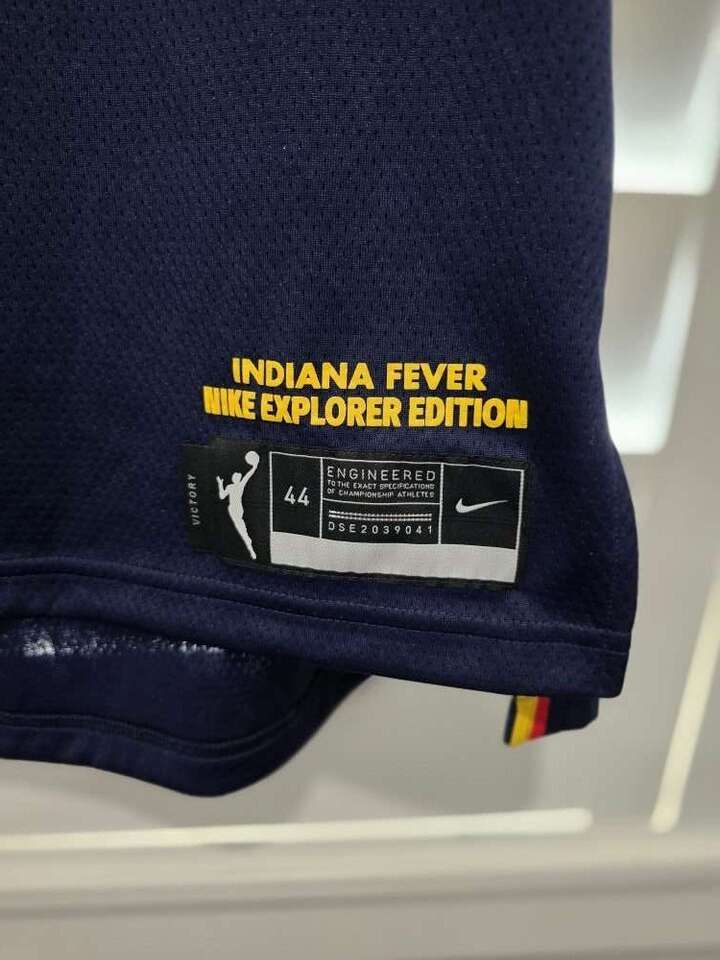 INDIANA FEVER
NIKE EXPLORER EDITION
VICTORY
44
ENGINEERED
TO THE EXACT SPECIFICATIONS
OF CHAMPIONSHIP ATHLETES
DSE2039041